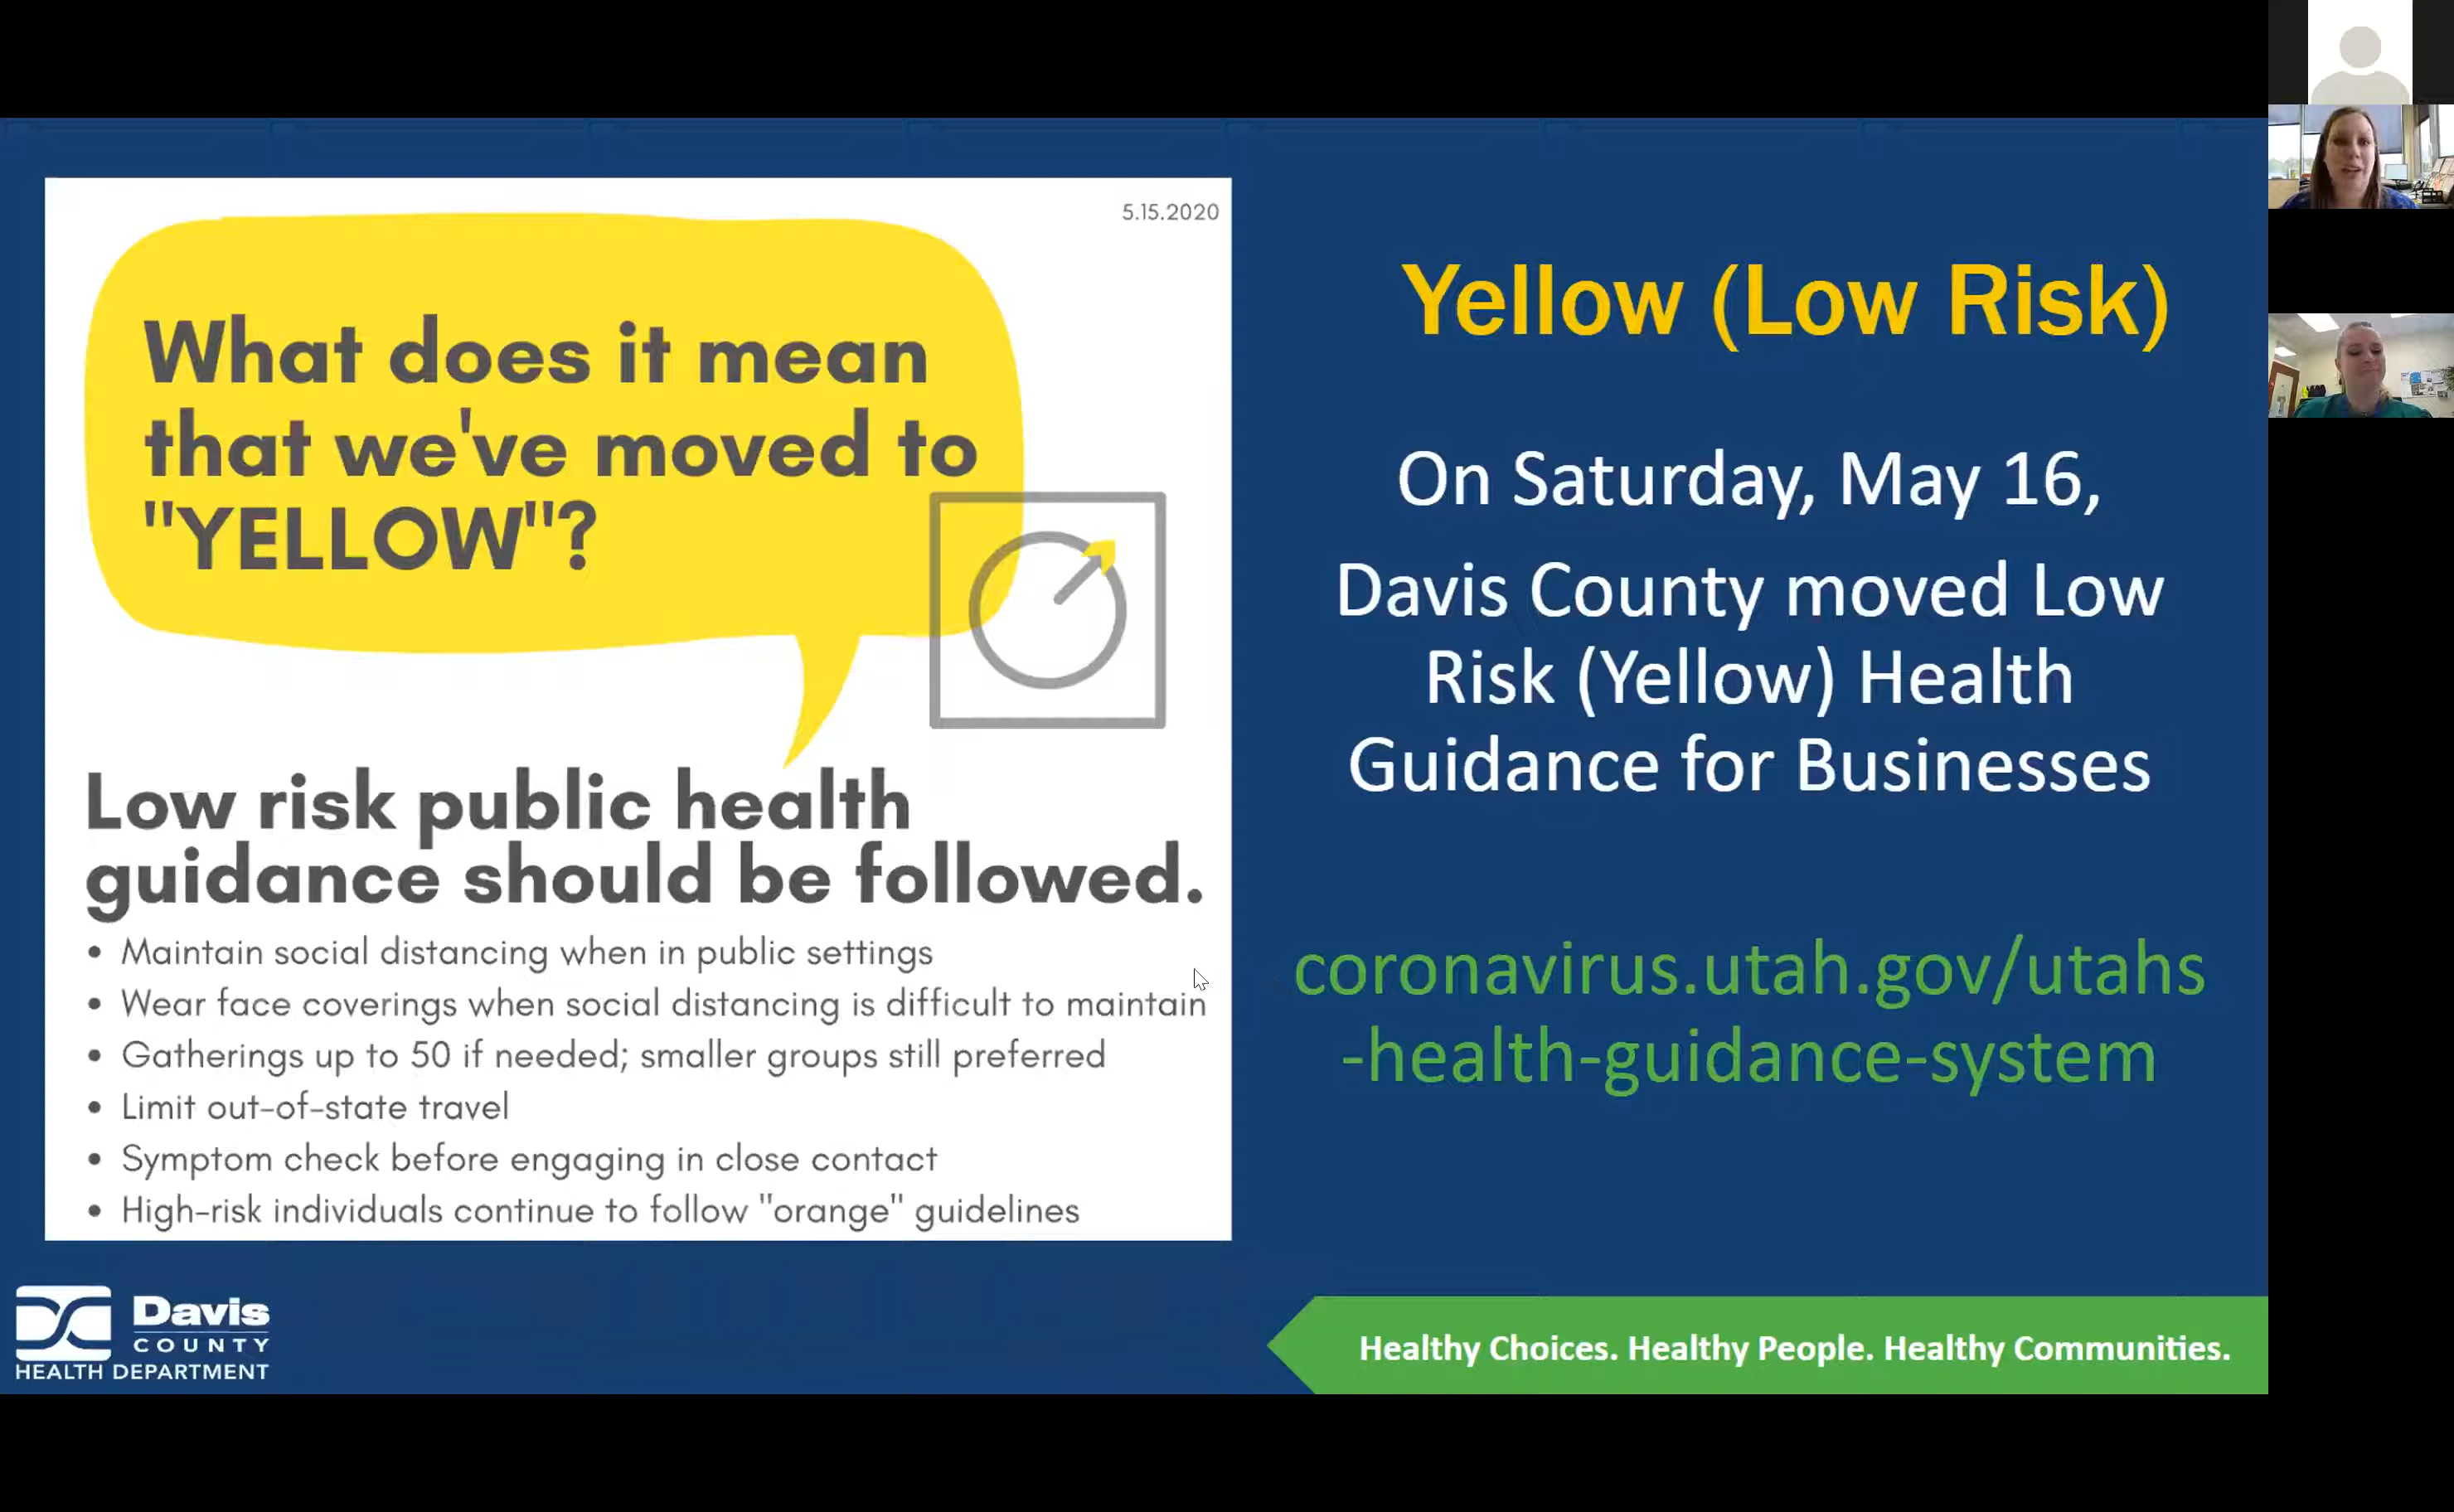 5.15.2020
What does it mean
that we've moved to
"YELLOW"?
Low risk public health
guidance should be followed.
• Maintain social distancing when in public settings
• Wear face coverings when social distancing is difficult to maintain
• Gatherings up to 50 if needed; smaller groups still preferred
• Limit out-of-state travel
• Symptom check before engaging in close contact
• High-risk individuals continue to follow "orange" guidelines
Yellow (Low Risk)
On Saturday, May 16,
Davis County moved Low
Risk (Yellow) Health
Guidance for Businesses
coronavirus.utah.gov/utahs
-health-guidance-system
Davis
COUNTY
HEALTH DEPARTMENT
Healthy Choices. Healthy People. Healthy Communities.